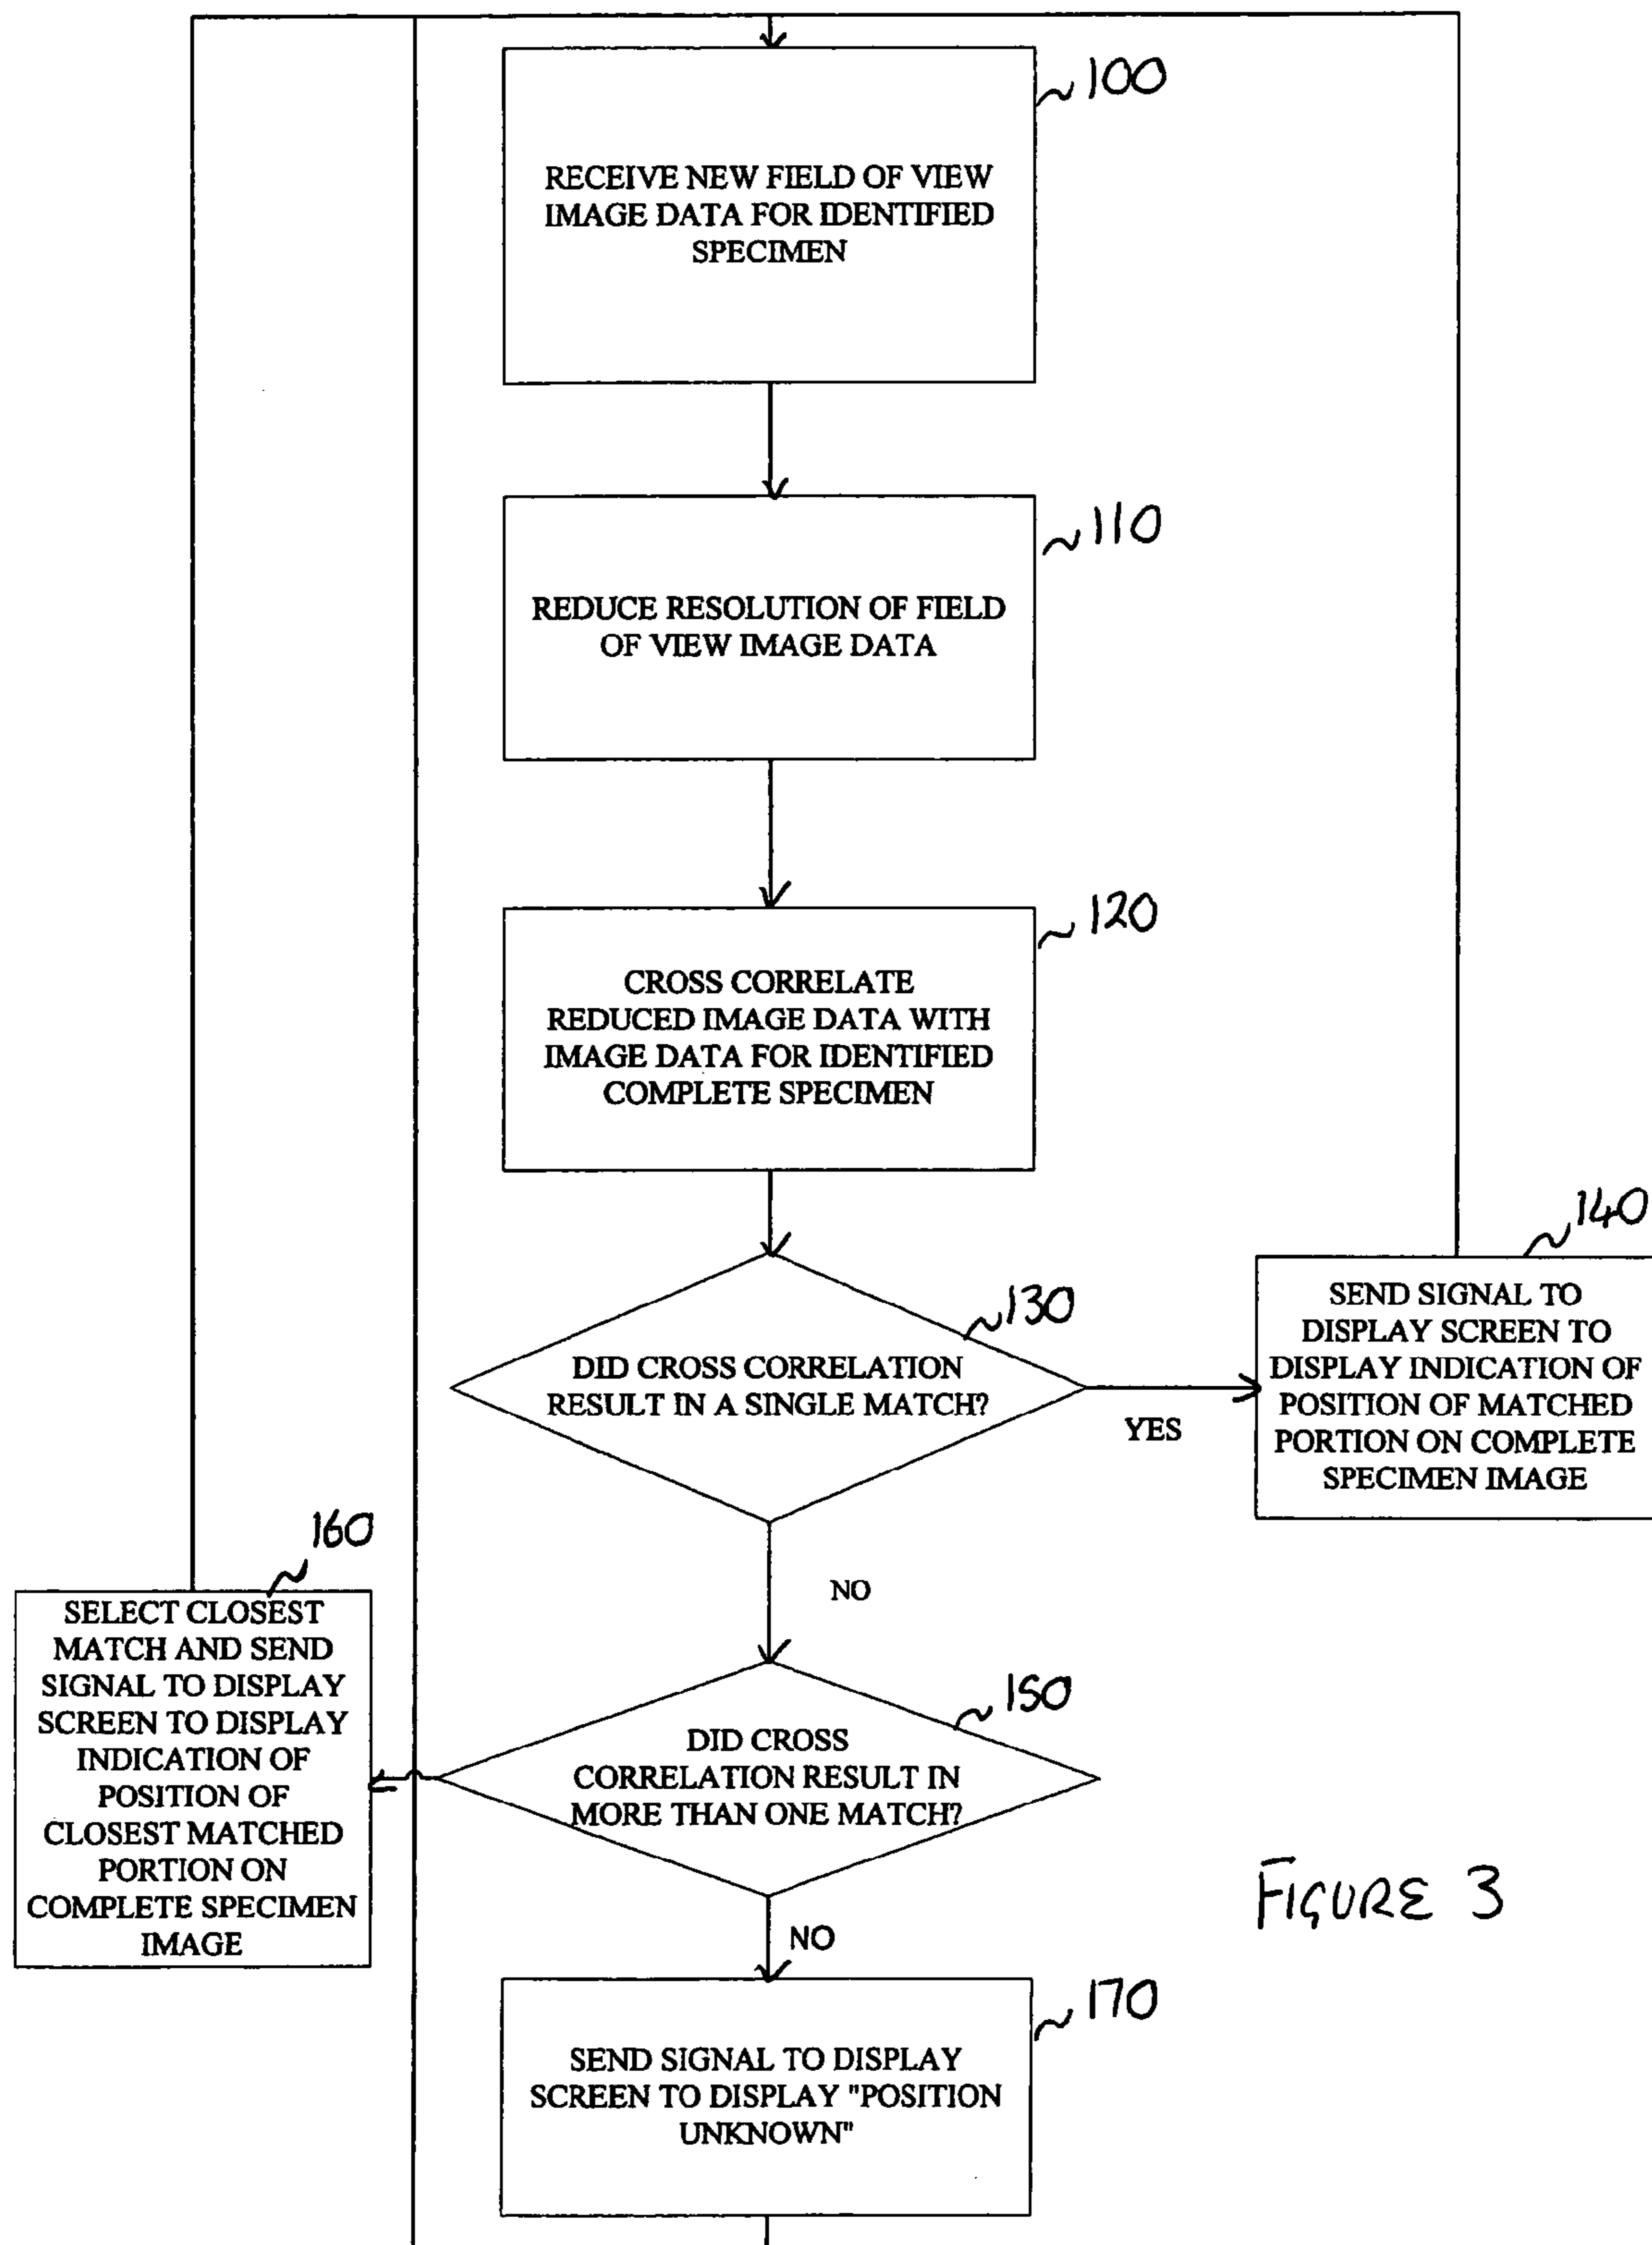 100
RECEIVE NEW FIELD OF VIEW
IMAGE DATA FOR IDENTIFIED
SPECIMEN
110
REDUCE RESOLUTION OF FIELD
OF VIEW IMAGE DATA
120
CROSS CORRELATE
REDUCED IMAGE DATA WITH
IMAGE DATA FOR IDENTIFIED
COMPLETE SPECIMEN
130
DID CROSS CORRELATION
RESULT IN A SINGLE MATCH?
YES
140
SEND SIGNAL TO
DISPLAY SCREEN TO
DISPLAY INDICATION OF
POSITION OF MATCHED
PORTION ON COMPLETE
SPECIMEN IMAGE
NO
160
SELECT CLOSEST
MATCH AND SEND
SIGNAL TO DISPLAY
SCREEN TO DISPLAY
INDICATION OF
POSITION OF
CLOSEST MATCHED
PORTION ON
COMPLETE SPECIMEN
IMAGE
150
DID CROSS
CORRELATION RESULT IN
MORE THAN ONE MATCH?
NO
170
SEND SIGNAL TO DISPLAY
SCREEN TO DISPLAY "POSITION
UNKNOWN"
FIGURE 3